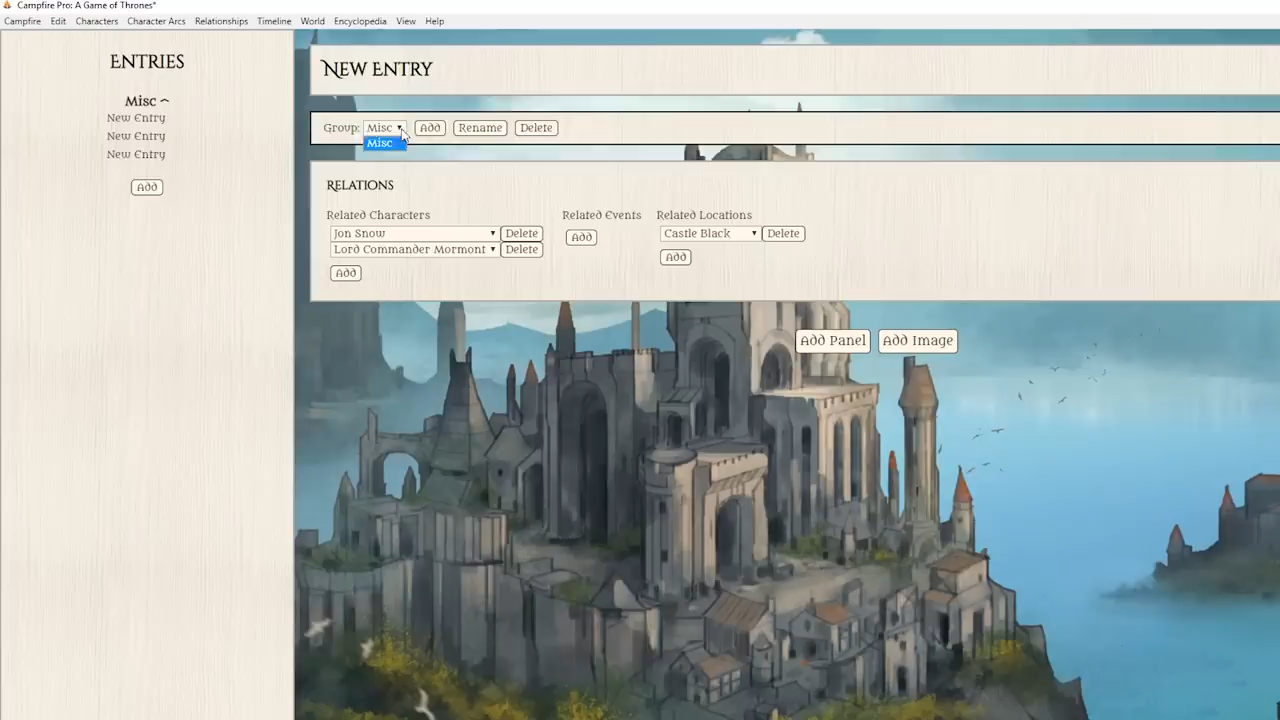 Campfire Pro: A Game of Thrones*
Campfire Edit Characters Character Arcs Relationships Timeline World Encyclopedia View Help
Entries
Misc
New Entry
New Entry
New Entry
Add
New Entry
Group: Misc Add Rename Delete
Misc
Relations
Related Characters Related Events Related Locations
Jon Snow Delete Add Castle Black Delete
Lord Commander Mormont Delete
Add Add
Add Panel Add Image